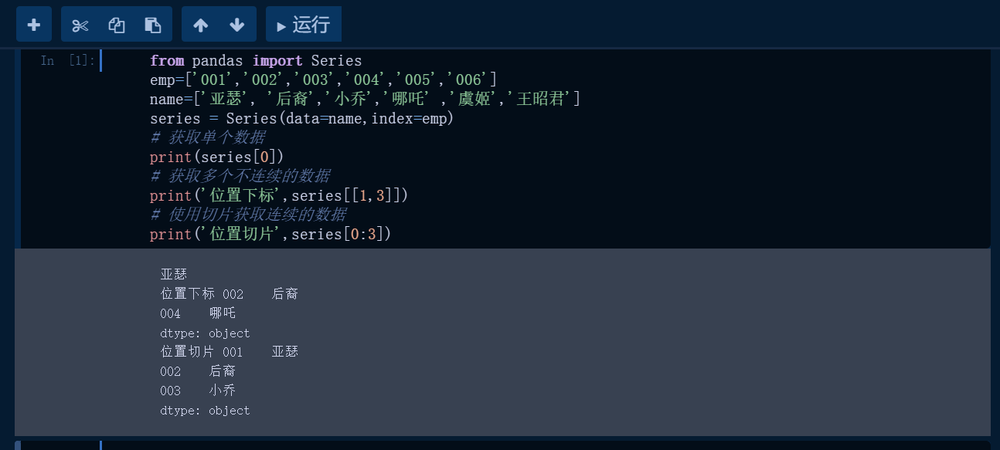 运行
In [1]:
from pandas import Series
emp=['001','002','003','004','005','006']
name=['亚瑟', '后裔','小乔','哪吒' ,'虞姬','王昭君']
series = Series(data=name,index=emp)
# 获取单个数据
print(series[0])
# 获取多个不连续的数据
print('位置下标',series[[1,3]])
# 使用切片获取连续的数据
print('位置切片',series[0:3])
亚瑟
位置下标 002    后裔
004    哪吒
dtype: object
位置切片 001    亚瑟
002    后裔
003    小乔
dtype: object